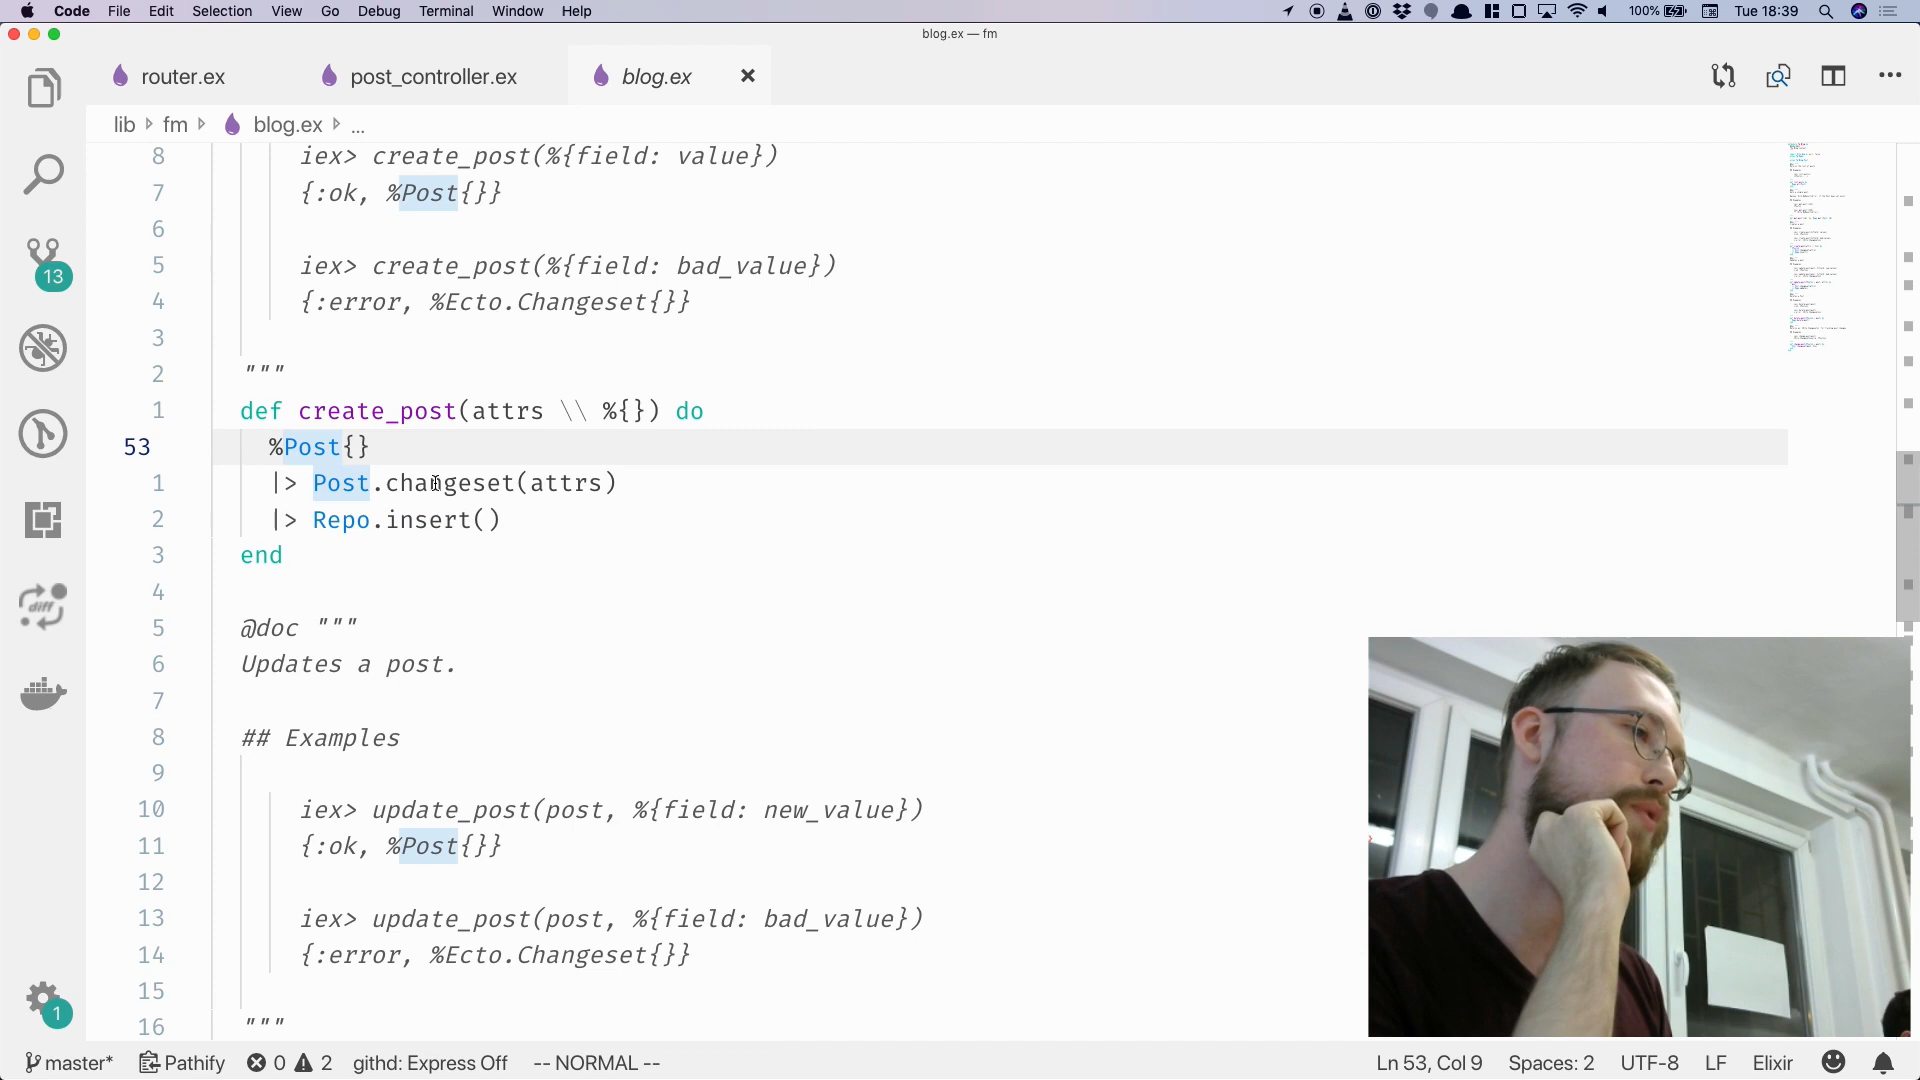 Code File Edit Selection View Go Debug Terminal Window Help 100% Tue 18:39
blog.ex — fm
router.ex post_controller.ex blog.ex
lib fm blog.ex ...
8 iex> create_post(%{field: value})
7 {:ok, %Post{}}
6
5 iex> create_post(%{field: bad_value})
4 {:error, %Ecto.Changeset{}}
3
2 """
1 def create_post(attrs \\ %{}) do
53 %Post{}
1 |> Post.changeset(attrs)
2 |> Repo.insert()
3 end
4
5 @doc """
6 Updates a post.
7
8 ## Examples
9
10 iex> update_post(post, %{field: new_value})
11 {:ok, %Post{}}
12
13 iex> update_post(post, %{field: bad_value})
14 {:error, %Ecto.Changeset{}}
15
16 """
13
diff
1
master* Pathify 0 2 githd: Express Off -- NORMAL -- Ln 53, Col 9 Spaces: 2 UTF-8 LF Elixir